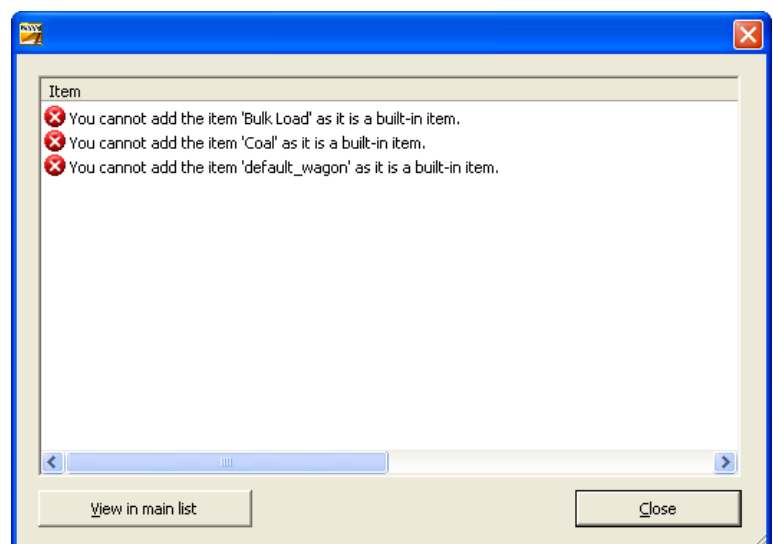 Item
You cannot add the item 'Bulk Load' as it is a built-in item.
You cannot add the item 'Coal' as it is a built-in item.
You cannot add the item 'default_wagon' as it is a built-in item.
View in main list
Close